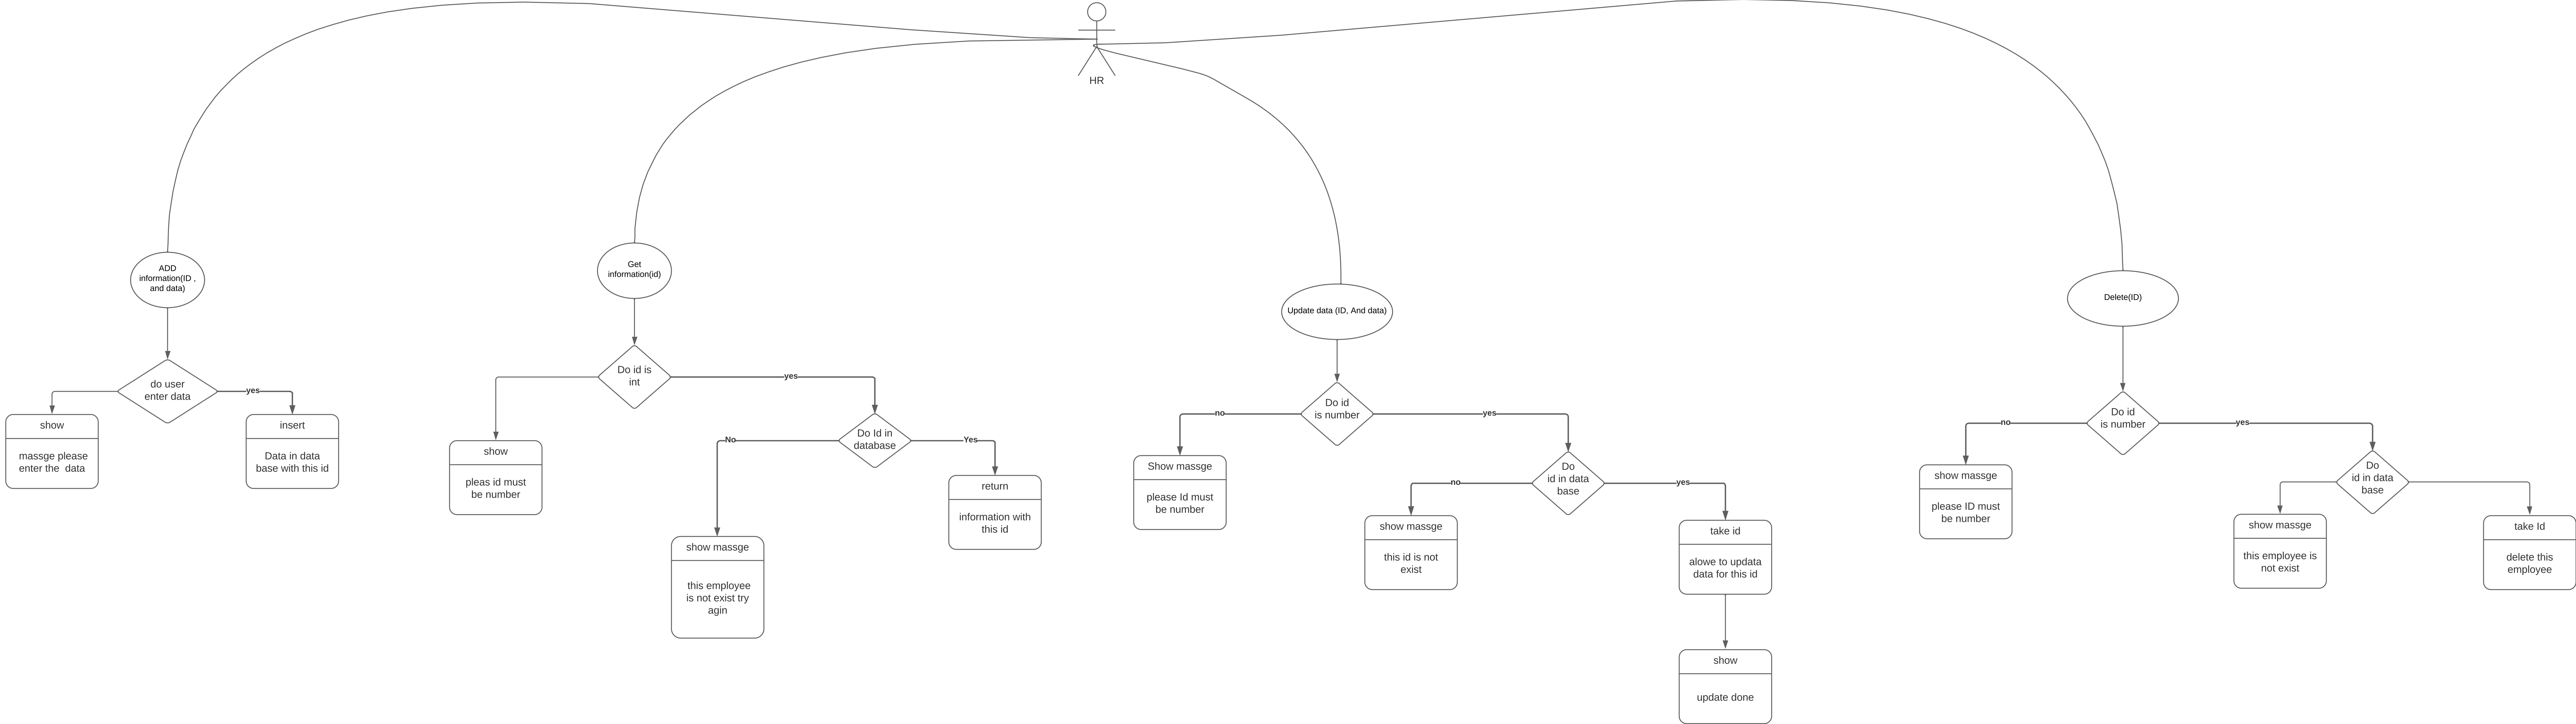 HR
ADD
information(ID ,
and data)
do user
enter data
yes
show
massge please
enter the  data
insert
Data in data
base with this id
Get
information(id)
Do id is
int
yes
show
pleas id must
be number
Do Id in
database
No
Yes
show massge
this employee
is not exist try
agin
return
information with
this id
Update data (ID, And data)
Do id
is number
no
yes
Show massge
please Id must
be number
Do
id in data
base
no
yes
show massge
this id is not
exist
take id
alowe to updata
data for this id
show
update done
Delete(ID)
Do id
is number
no
yes
show massge
please ID must
be number
Do
id in data
base
show massge
this employee is
not exist
take Id
delete this
employee